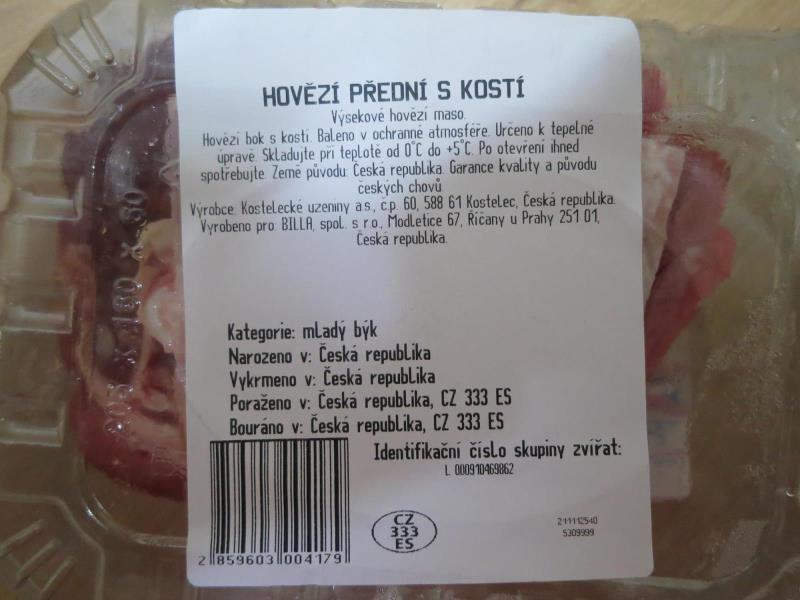 HOVĚZÍ PŘEDNÍ S KOSTÍ
Výsekové hovězí maso.
Hovězí bok s kostí. Baleno v ochranné atmosféře. Určeno k tepelné
úpravě. Skladujte při teplotě od 0°C do +5°C. Po otevření ihned
spotřebujte. Země původu: Česká republika. Garance kvality a původu
českých chovů.
Výrobce: Kostelecké uzeniny a.s., č.p. 60, 588 61 Kostelec, Česká republika.
Vyrobeno pro: BILLA, spol. s r.o., Modletice 67, Říčany u Prahy 251 01,
Česká republika.
Kategorie: mladý býk
Narozeno v: Česká republika
Vykrmeno v: Česká republika
Poraženo v: Česká republika, CZ 333 ES
Bouráno v: Česká republika, CZ 333 ES
Identifikační číslo skupiny zvířat:
L 000910469862
CZ
333
ES
5309999
2 859603 004179